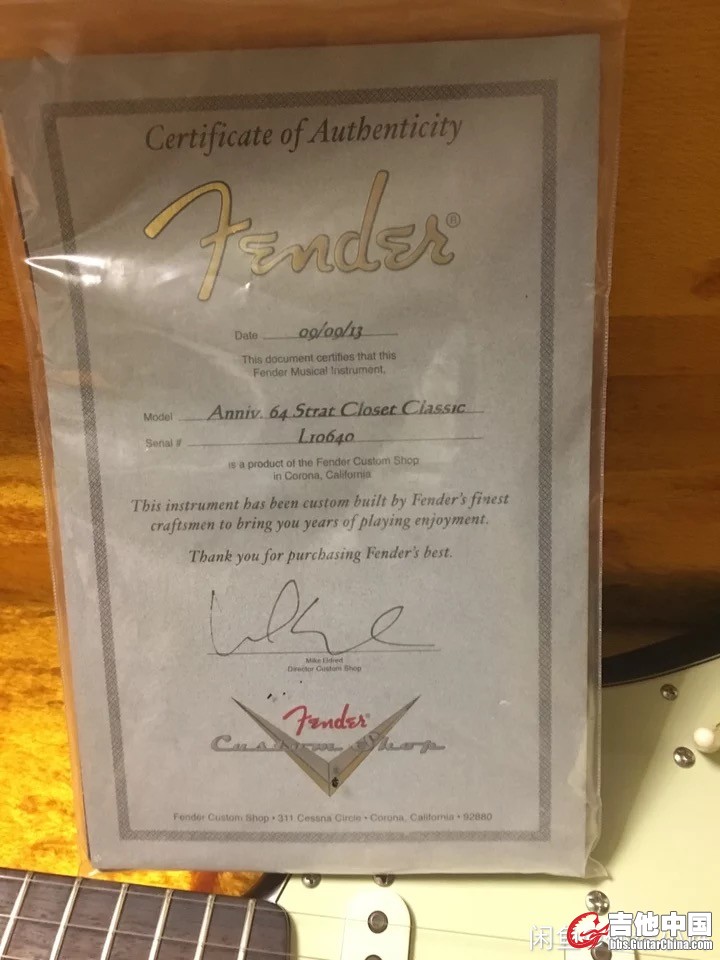 Certificate of Authenticity
Fender®
Date 09/09/13
This document certifies that this
Fender Musical Instrument,
Model Anniv. 64 Strat Closet Classic
Serial # L10640
is a product of the Fender Custom Shop
in Corona, California
This instrument has been custom built by Fender's finest
craftsmen to bring you years of playing enjoyment.
Thank you for purchasing Fender's best.
Mike Eldred
Director Custom Shop
Fender
Custom Shop
Fender Custom Shop • 311 Cessna Circle • Corona, California • 92880
闲鱼
吉他中国
bbs.GuitarChina.com